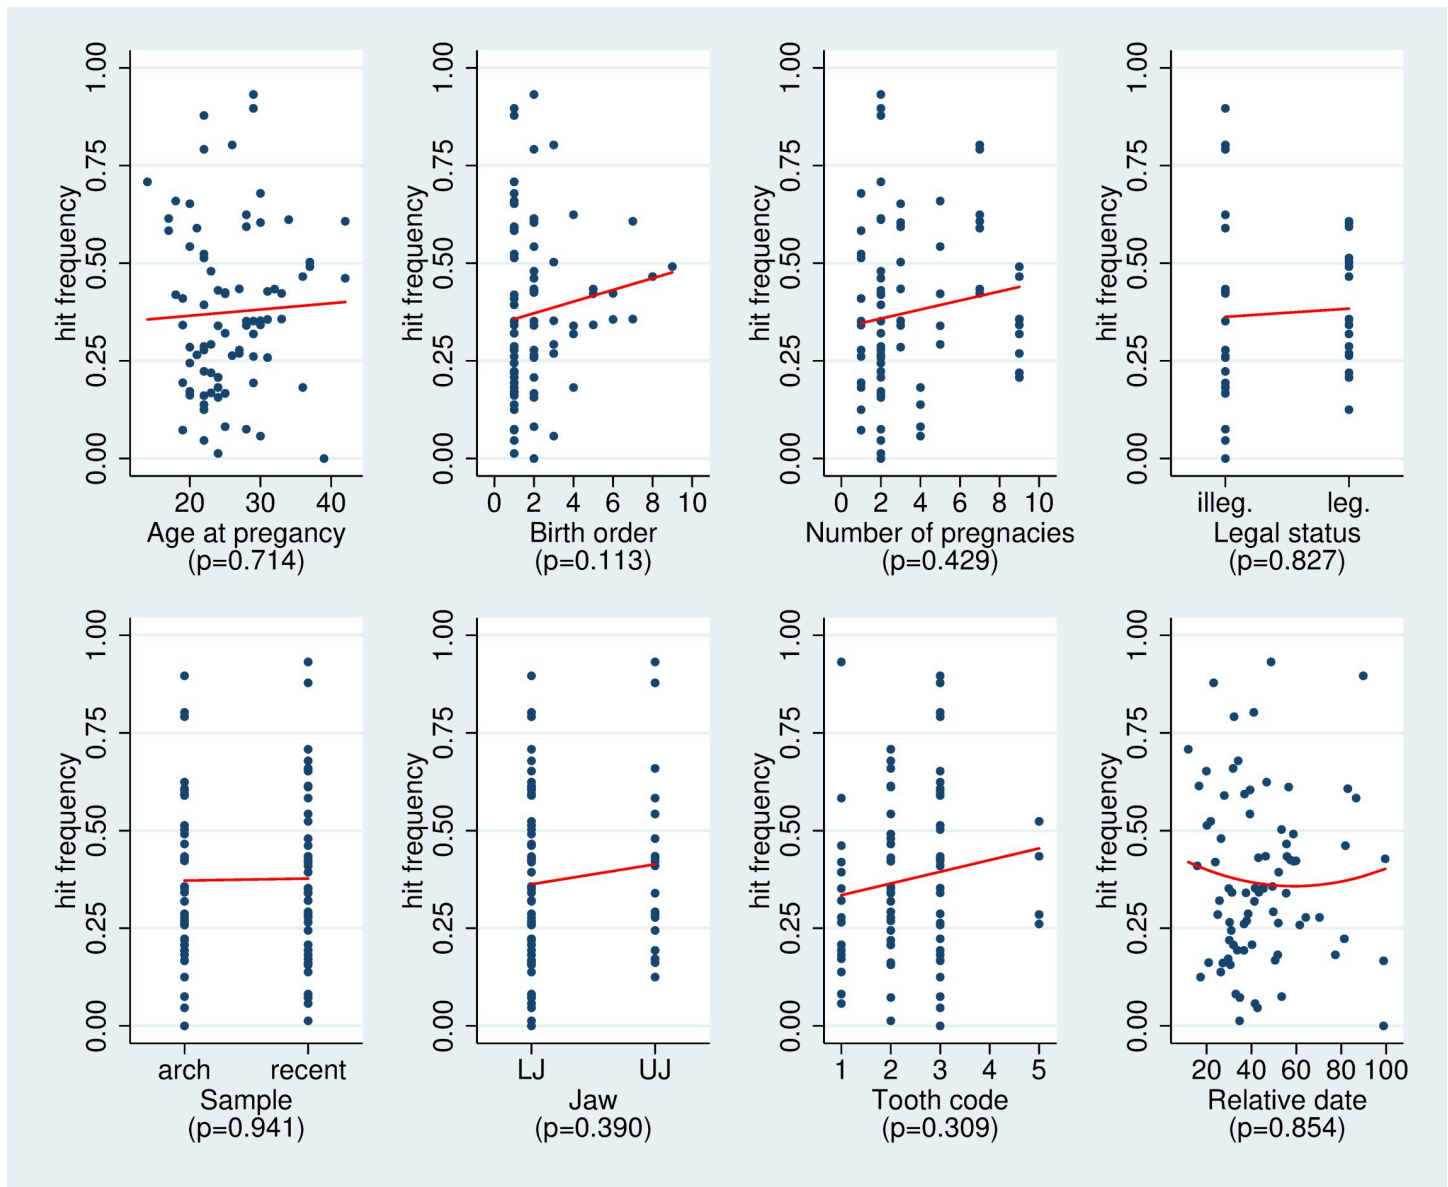 hit frequency
0.00 0.25 0.50 0.75 1.00
20 30 40
Age at pregancy
(p=0.714)
hit frequency
0.00 0.25 0.50 0.75 1.00
0 2 4 6 8 10
Birth order
(p=0.113)
hit frequency
0.00 0.25 0.50 0.75 1.00
0 2 4 6 8 10
Number of pregnacies
(p=0.429)
hit frequency
0.00 0.25 0.50 0.75 1.00
illeg. leg.
Legal status
(p=0.827)
hit frequency
0.00 0.25 0.50 0.75 1.00
arch recent
Sample
(p=0.941)
hit frequency
0.00 0.25 0.50 0.75 1.00
LJ UJ
Jaw
(p=0.390)
hit frequency
0.00 0.25 0.50 0.75 1.00
1 2 3 4 5
Tooth code
(p=0.309)
hit frequency
0.00 0.25 0.50 0.75 1.00
20 40 60 80 100
Relative date
(p=0.854)